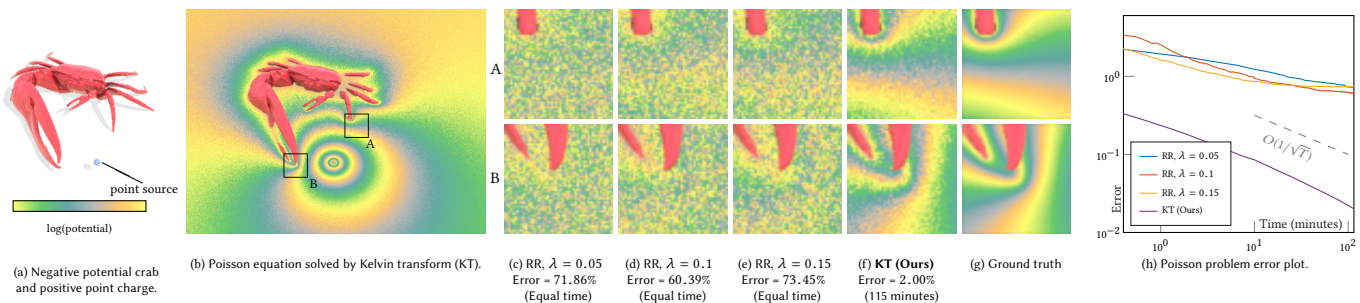 point source
log(potential)
(a) Negative potential crab
and positive point charge.
A
B
(b) Poisson equation solved by Kelvin transform (KT).
A
B
(c) RR, λ = 0.05
Error = 71.86%
(Equal time)
(d) RR, λ = 0.1
Error = 60.39%
(Equal time)
(e) RR, λ = 0.15
Error = 73.45%
(Equal time)
(f) KT (Ours)
Error = 2.00%
(115 minutes)
(g) Ground truth
10⁰
10⁻¹
10⁻²
Error
O(1/√T)
RR, λ = 0.05
RR, λ = 0.1
RR, λ = 0.15
KT (Ours)
Time (minutes)
10⁰
10¹
10²
(h) Poisson problem error plot.